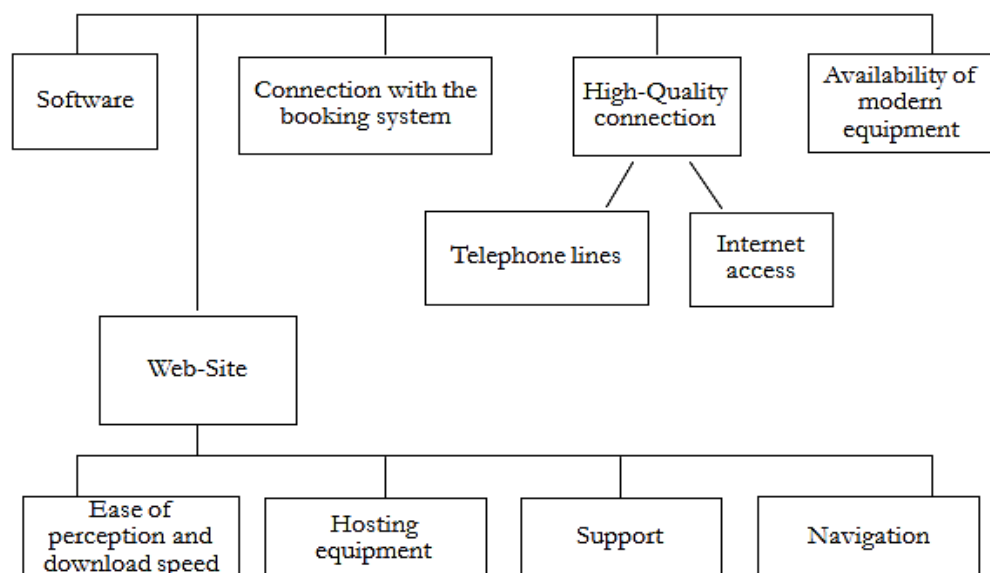 Software
Connection with the
booking system
High-Quality
connection
Availability of
modern
equipment
Telephone lines
Internet
access
Web-Site
Ease of
perception and
download speed
Hosting
equipment
Support
Navigation